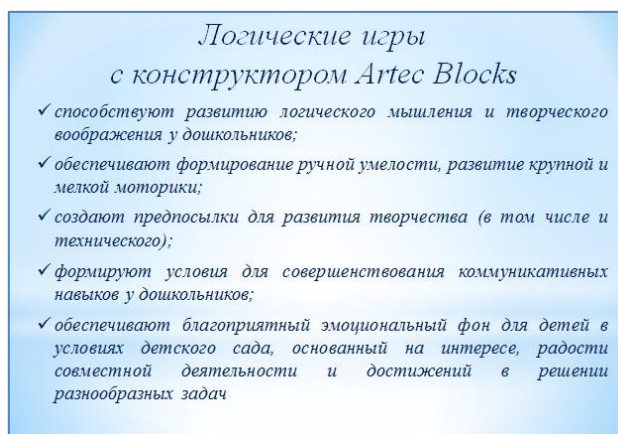 Логические игры
с конструктором Artec Blocks
✓ способствуют развитию логического мышления и творческого
воображения у дошкольников;
✓ обеспечивают формирование ручной умелости, развитие крупной и
мелкой моторики;
✓ создают предпосылки для развития творчества (в том числе и
технического);
✓ формируют условия для совершенствования коммуникативных
навыков у дошкольников;
✓ обеспечивают благоприятный эмоциональный фон для детей в
условиях детского сада, основанный на интересе, радости
совместной деятельности и достижений в решении
разнообразных задач